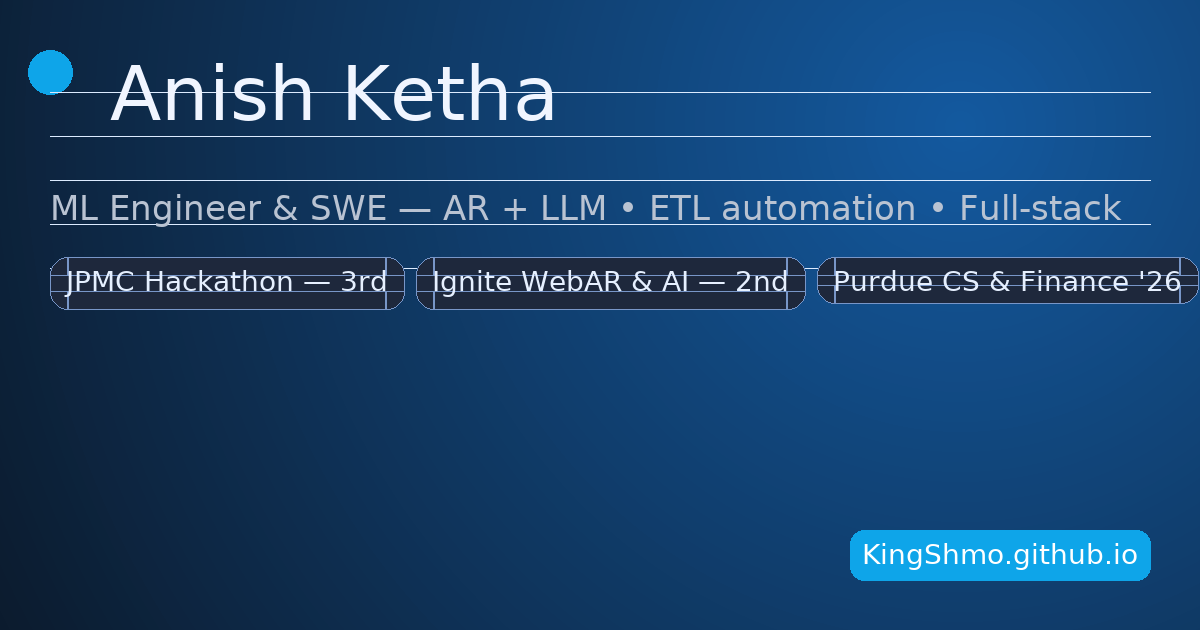 Anish Ketha
ML Engineer & SWE — AR + LLM • ETL automation • Full-stack
JPMC Hackathon — 3rd
Ignite WebAR & AI — 2nd
Purdue CS & Finance '26
KingShmo.github.io